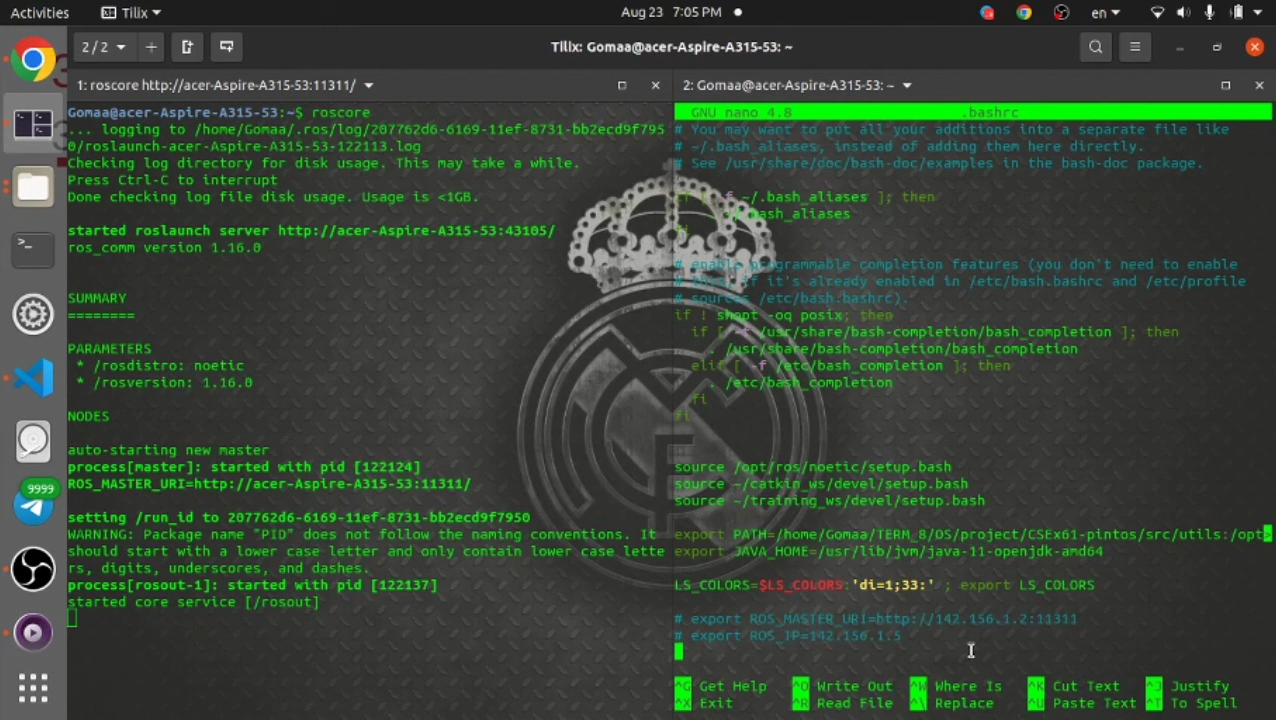 Activities
Tilix
Aug 23 7:05 PM
en
2/2
Tilix: Gomaa@acer-Aspire-A315-53: ~
1: roscore http://acer-Aspire-A315-53:11311/
Gomaa@acer-Aspire-A315-53:~$ roscore
... logging to /home/Gomaa/.ros/log/207762d6-6169-11ef-8731-bb2ecd9f795
0/roslaunch-acer-Aspire-A315-53-122113.log
Checking log directory for disk usage. This may take a while.
Press Ctrl-C to interrupt
Done checking log file disk usage. Usage is <1GB.
started roslaunch server http://acer-Aspire-A315-53:43105/
ros_comm version 1.16.0
SUMMARY
========
PARAMETERS
* /rosdistro: noetic
* /rosversion: 1.16.0
NODES
auto-starting new master
process[master]: started with pid [122124]
ROS_MASTER_URI=http://acer-Aspire-A315-53:11311/
setting /run_id to 207762d6-6169-11ef-8731-bb2ecd9f7950
WARNING: Package name "PID" does not follow the naming conventions. It
should start with a lower case letter and only contain lower case lette
rs, digits, underscores, and dashes.
process[rosout-1]: started with pid [122137]
started core service [/rosout]
2: Gomaa@acer-Aspire-A315-53: ~
GNU nano 4.8 .bashrc
# You may want to put all your additions into a separate file like
# ~/.bash_aliases, instead of adding them here directly.
# See /usr/share/doc/bash-doc/examples in the bash-doc package.
if [ -f ~/.bash_aliases ]; then
. ~/.bash_aliases
fi
# enable programmable completion features (you don't need to enable
# this, if it's already enabled in /etc/bash.bashrc and /etc/profile
# sources /etc/bash.bashrc).
if ! shopt -oq posix; then
if [ -f /usr/share/bash-completion/bash_completion ]; then
. /usr/share/bash-completion/bash_completion
elif [ -f /etc/bash_completion ]; then
. /etc/bash_completion
fi
fi
source /opt/ros/noetic/setup.bash
source ~/catkin_ws/devel/setup.bash
source ~/training_ws/devel/setup.bash
export PATH=/home/Gomaa/TERM_8/OS/project/CSEx61-pintos/src/utils:/opt>
export JAVA_HOME=/usr/lib/jvm/java-11-openjdk-amd64
LS_COLORS=$LS_COLORS:'di=1;33:' ; export LS_COLORS
# export ROS_MASTER_URI=http://142.156.1.2:11311
# export ROS_IP=142.156.1.5
^G Get Help ^O Write Out ^W Where Is ^K Cut Text ^J Justify
^X Exit ^R Read File ^\ Replace ^U Paste Text ^T To Spell
9999